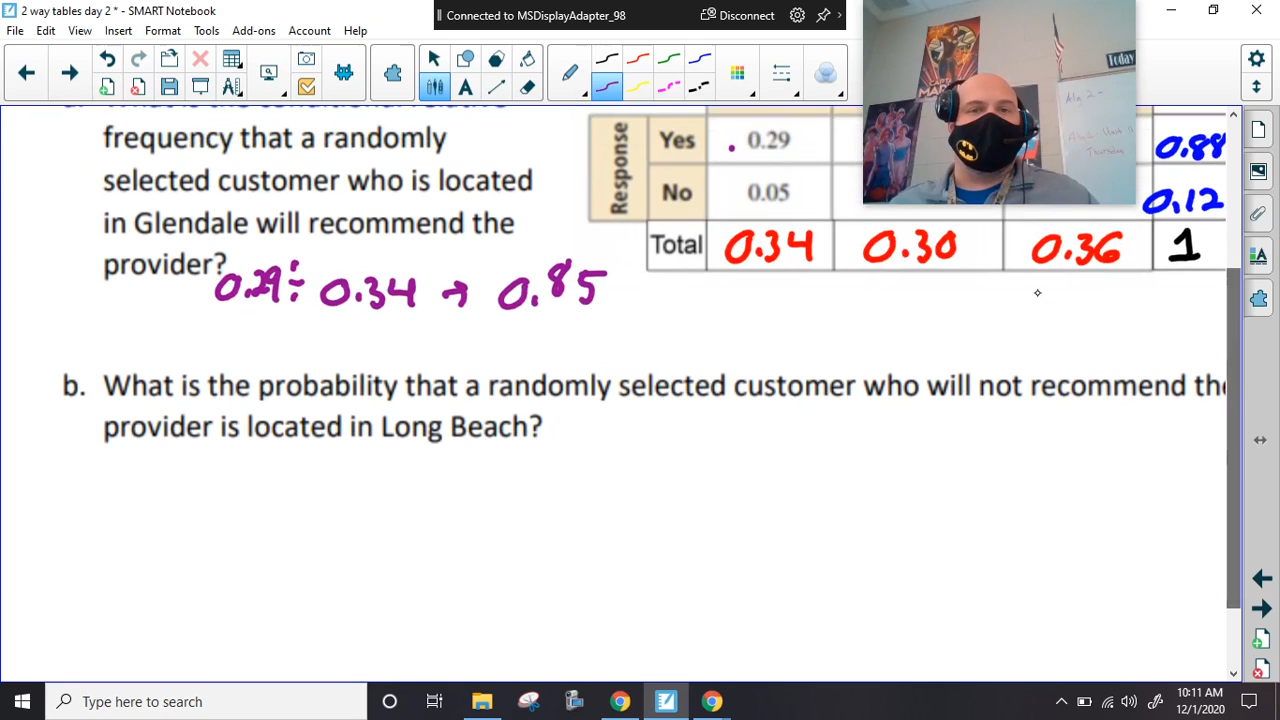 2 way tables day 2 * - SMART Notebook
Connected to MSDisplayAdapter_98
Disconnect
File Edit View Insert Format Tools Add-ons Account Help
Today
Alg 2 -
Thursday
frequency that a randomly
selected customer who is located
in Glendale will recommend the
provider?
0.29 ÷ 0.34 → 0.85
Response
Yes 0.29 0.88
No 0.05 0.12
Total 0.34 0.30 0.36 1
b. What is the probability that a randomly selected customer who will not recommend the
provider is located in Long Beach?
Type here to search
10:11 AM
12/1/2020